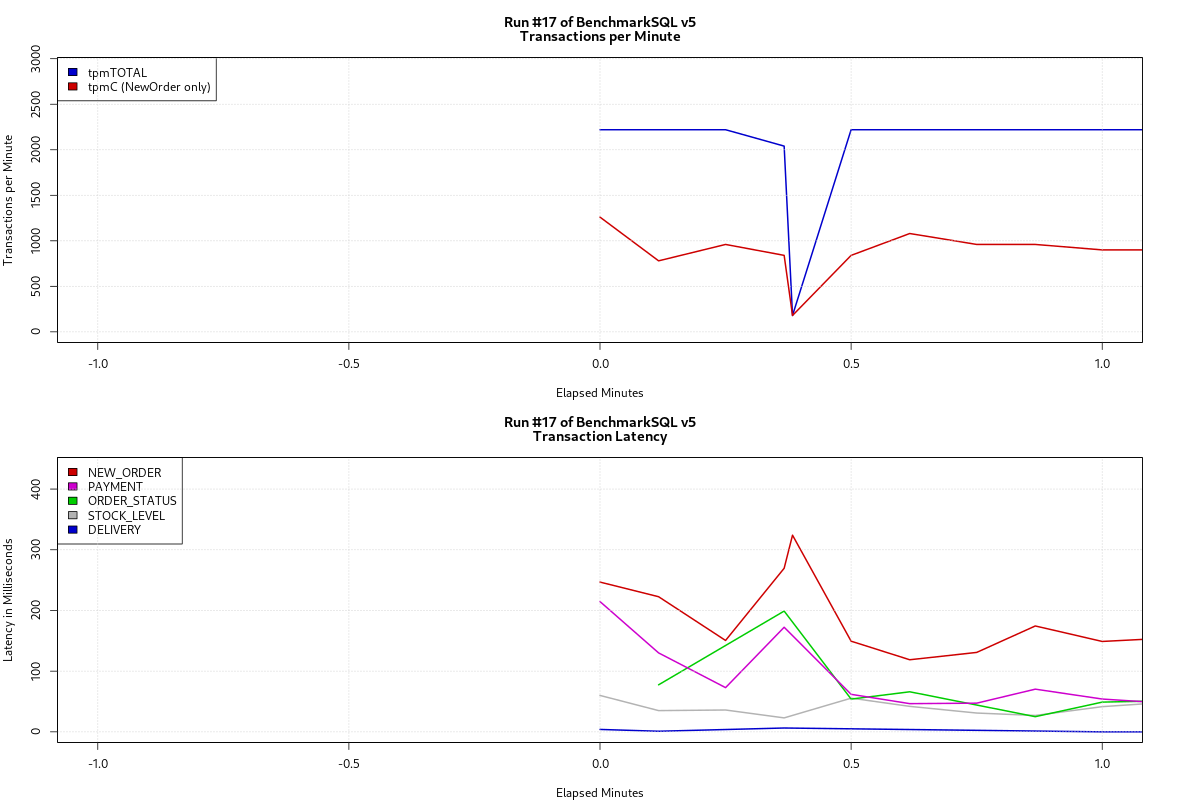 Run #17 of BenchmarkSQL v5
Transactions per Minute
Transactions per Minute
3000
2500
2000
1500
1000
500
0
tpmTOTAL
tpmC (NewOrder only)
-1.0
-0.5
0.0
0.5
1.0
Elapsed Minutes
Run #17 of BenchmarkSQL v5
Transaction Latency
Latency in Milliseconds
400
300
200
100
0
NEW_ORDER
PAYMENT
ORDER_STATUS
STOCK_LEVEL
DELIVERY
-1.0
-0.5
0.0
0.5
1.0
Elapsed Minutes